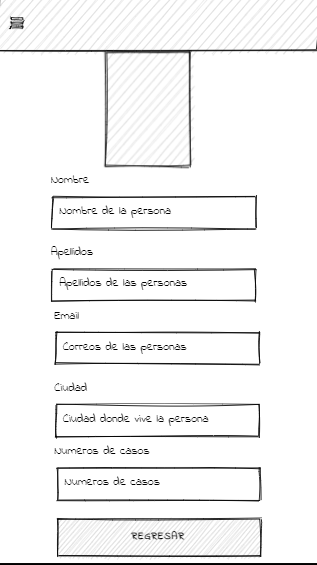 Nombre
Nombre de la persona
Apellidos
Apellidos de las personas
Email
Correos de las personas
Ciudad
Ciudad donde vive la persona
Numeros de casos
Numeros de casos
REGRESAR